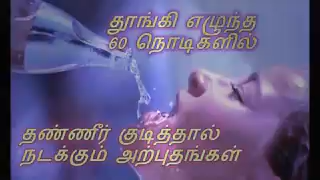 தூங்கி எழுந்த
60 நொடிகளில்
தண்ணீர் குடித்தால்
நடக்கும் அற்புதங்கள்